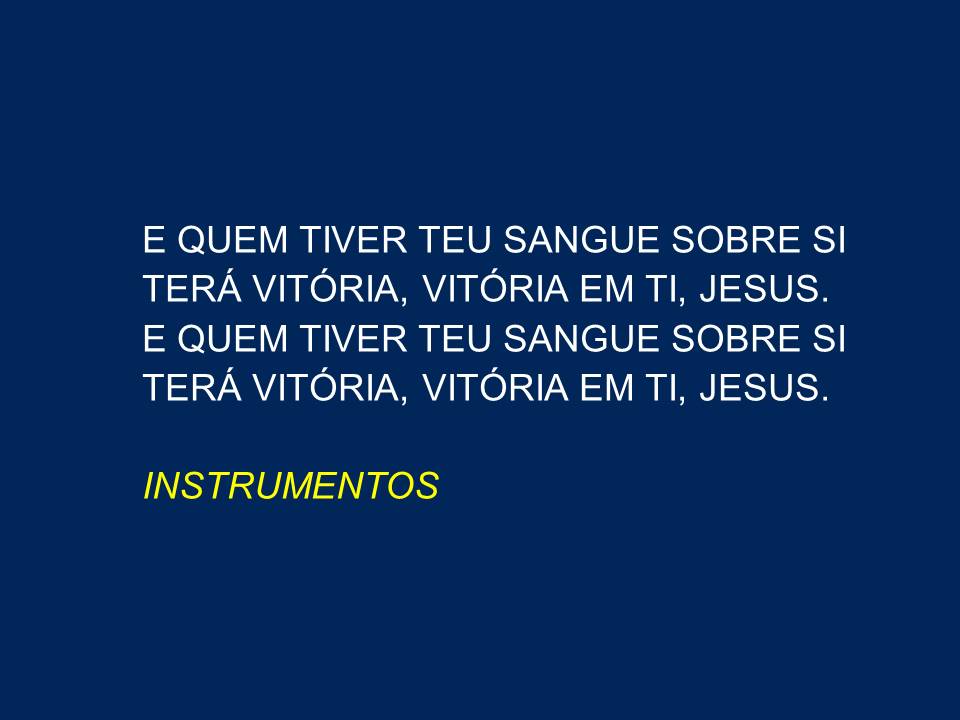 E QUEM TIVER TEU SANGUE SOBRE SI
TERÁ VITÓRIA, VITÓRIA EM TI, JESUS.
E QUEM TIVER TEU SANGUE SOBRE SI
TERÁ VITÓRIA, VITÓRIA EM TI, JESUS.
INSTRUMENTOS